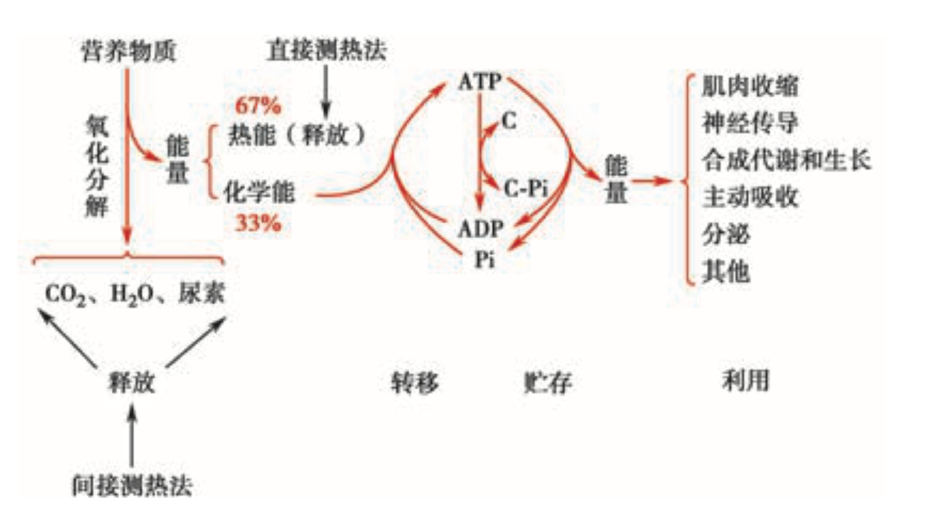 营养物质
直接测热法
氧化分解
能量
67%
热能（释放）
化学能
33%
ATP
C
C-Pi
ADP
Pi
能量
肌肉收缩
神经传导
合成代谢和生长
主动吸收
分泌
其他
CO₂、H₂O、尿素
释放
转移
贮存
利用
间接测热法